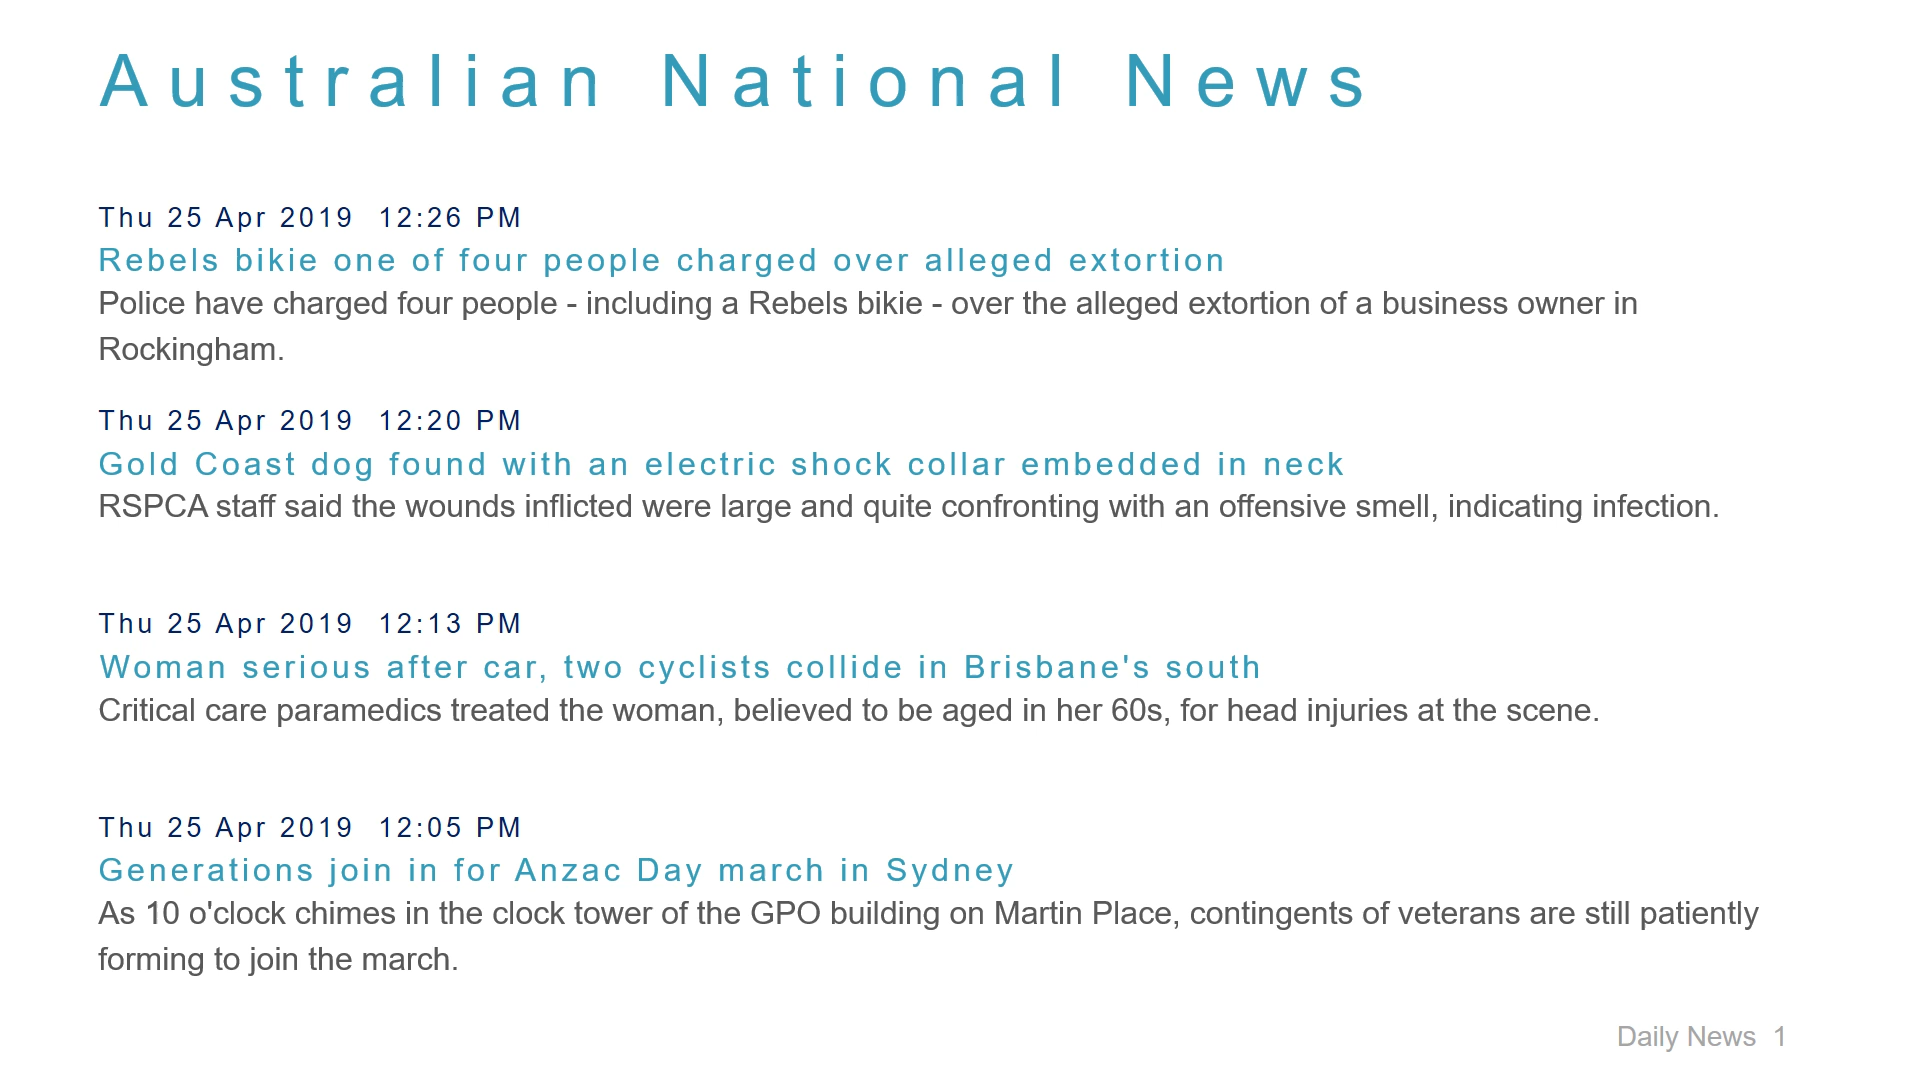 Australian National News
Thu 25 Apr 2019  12:26 PM
Rebels bikie one of four people charged over alleged extortion
Police have charged four people - including a Rebels bikie - over the alleged extortion of a business owner in
Rockingham.
Thu 25 Apr 2019  12:20 PM
Gold Coast dog found with an electric shock collar embedded in neck
RSPCA staff said the wounds inflicted were large and quite confronting with an offensive smell, indicating infection.
Thu 25 Apr 2019  12:13 PM
Woman serious after car, two cyclists collide in Brisbane's south
Critical care paramedics treated the woman, believed to be aged in her 60s, for head injuries at the scene.
Thu 25 Apr 2019  12:05 PM
Generations join in for Anzac Day march in Sydney
As 10 o'clock chimes in the clock tower of the GPO building on Martin Place, contingents of veterans are still patiently
forming to join the march.
Daily News  1